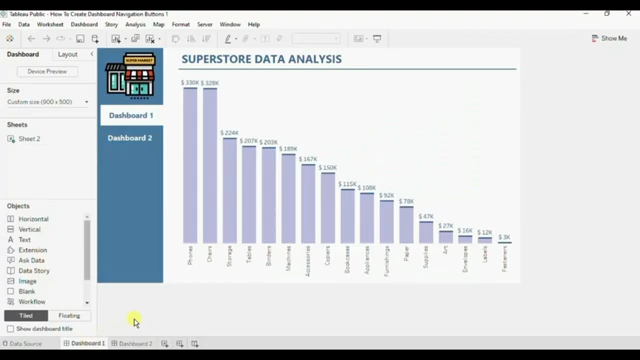 Tableau Public - How To Create Dashboard Navigation Buttons 1
File Data Worksheet Dashboard Story Analysis Map Format Server Window Help
Show Me
Dashboard Layout
Device Preview
Size
Custom size (900 x 500)
Sheets
Sheet 2
Objects
Horizontal
Vertical
Text
Extension
Ask Data
Data Story
Image
Blank
Workflow
Tiled Floating
Show dashboard title
SUPER MARKET
Dashboard 1
Dashboard 2
SUPERSTORE DATA ANALYSIS
$ 330K $ 328K $ 224K $ 207K $ 203K $ 189K $ 167K $ 150K $ 115K $ 108K $ 92K $ 78K $ 47K $ 27K $ 16K $ 12K $ 3K
Phones Chairs Storage Tables Binders Machines Accessories Copiers Bookcases Appliances Furnishings Paper Supplies Art Envelopes Labels Fasteners
Data Source Dashboard 1 Dashboard 2